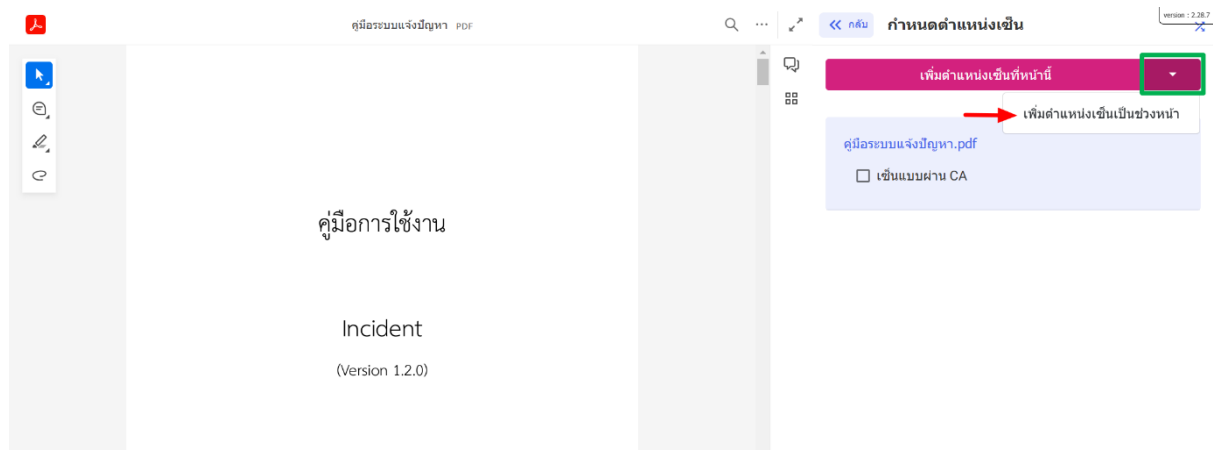 คู่มือระบบแจ้งปัญหา PDF
กลับ กำหนดตำแหน่งเซ็น
version : 2.28.7
เพิ่มตำแหน่งเซ็นที่หน้านี้
เพิ่มตำแหน่งเซ็นเป็นช่วงหน้า
คู่มือระบบแจ้งปัญหา.pdf
เซ็นแบบผ่าน CA
คู่มือการใช้งาน
Incident
(Version 1.2.0)